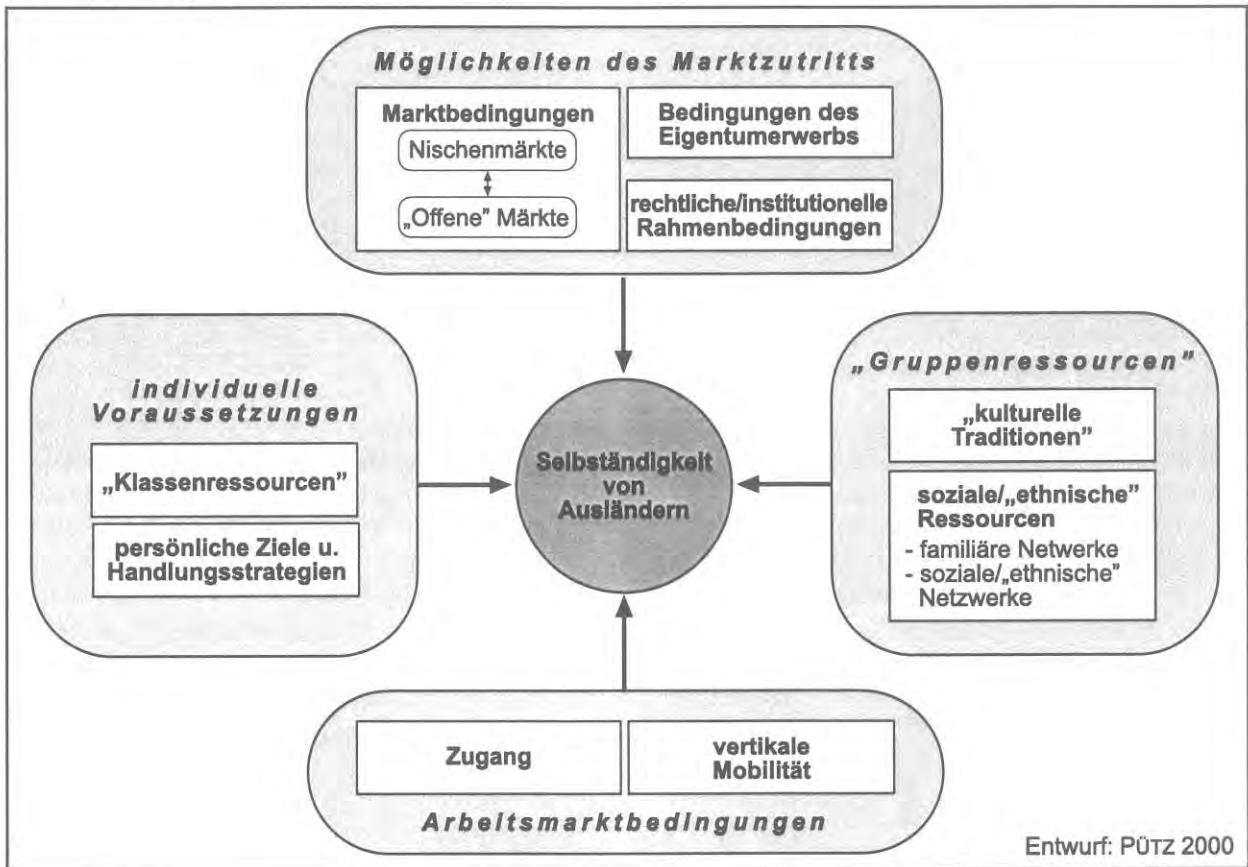 Möglichkeiten des Marktzutritts
Marktbedingungen
Nischenmärkte
„Offene” Märkte
Bedingungen des
Eigentumerwerbs
rechtliche/institutionelle
Rahmenbedingungen
individuelle
Voraussetzungen
„Klassenressourcen”
persönliche Ziele u.
Handlungsstrategien
Selbständigkeit
von
Ausländern
„Gruppenressourcen”
„kulturelle
Traditionen”
soziale/„ethnische”
Ressourcen
- familiäre Netwerke
- soziale/„ethnische”
Netzwerke
Zugang
vertikale
Mobilität
Arbeitsmarktbedingungen
Entwurf: PÜTZ 2000